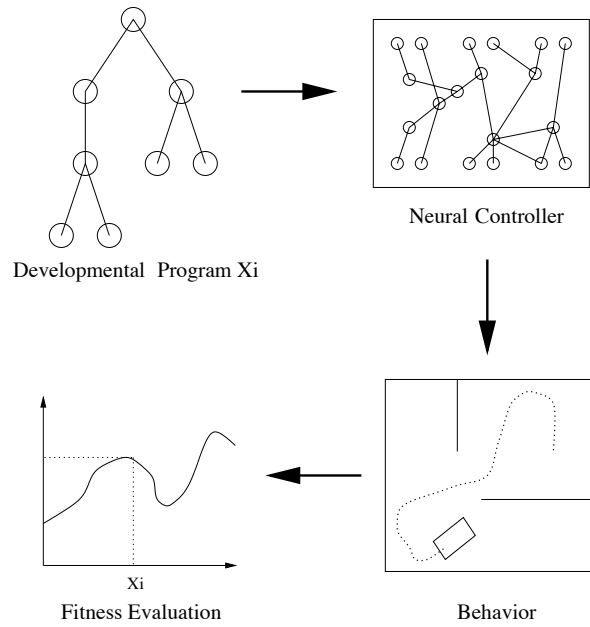 Neural Controller
Developmental Program Xi
Xi
Fitness Evaluation
Behavior